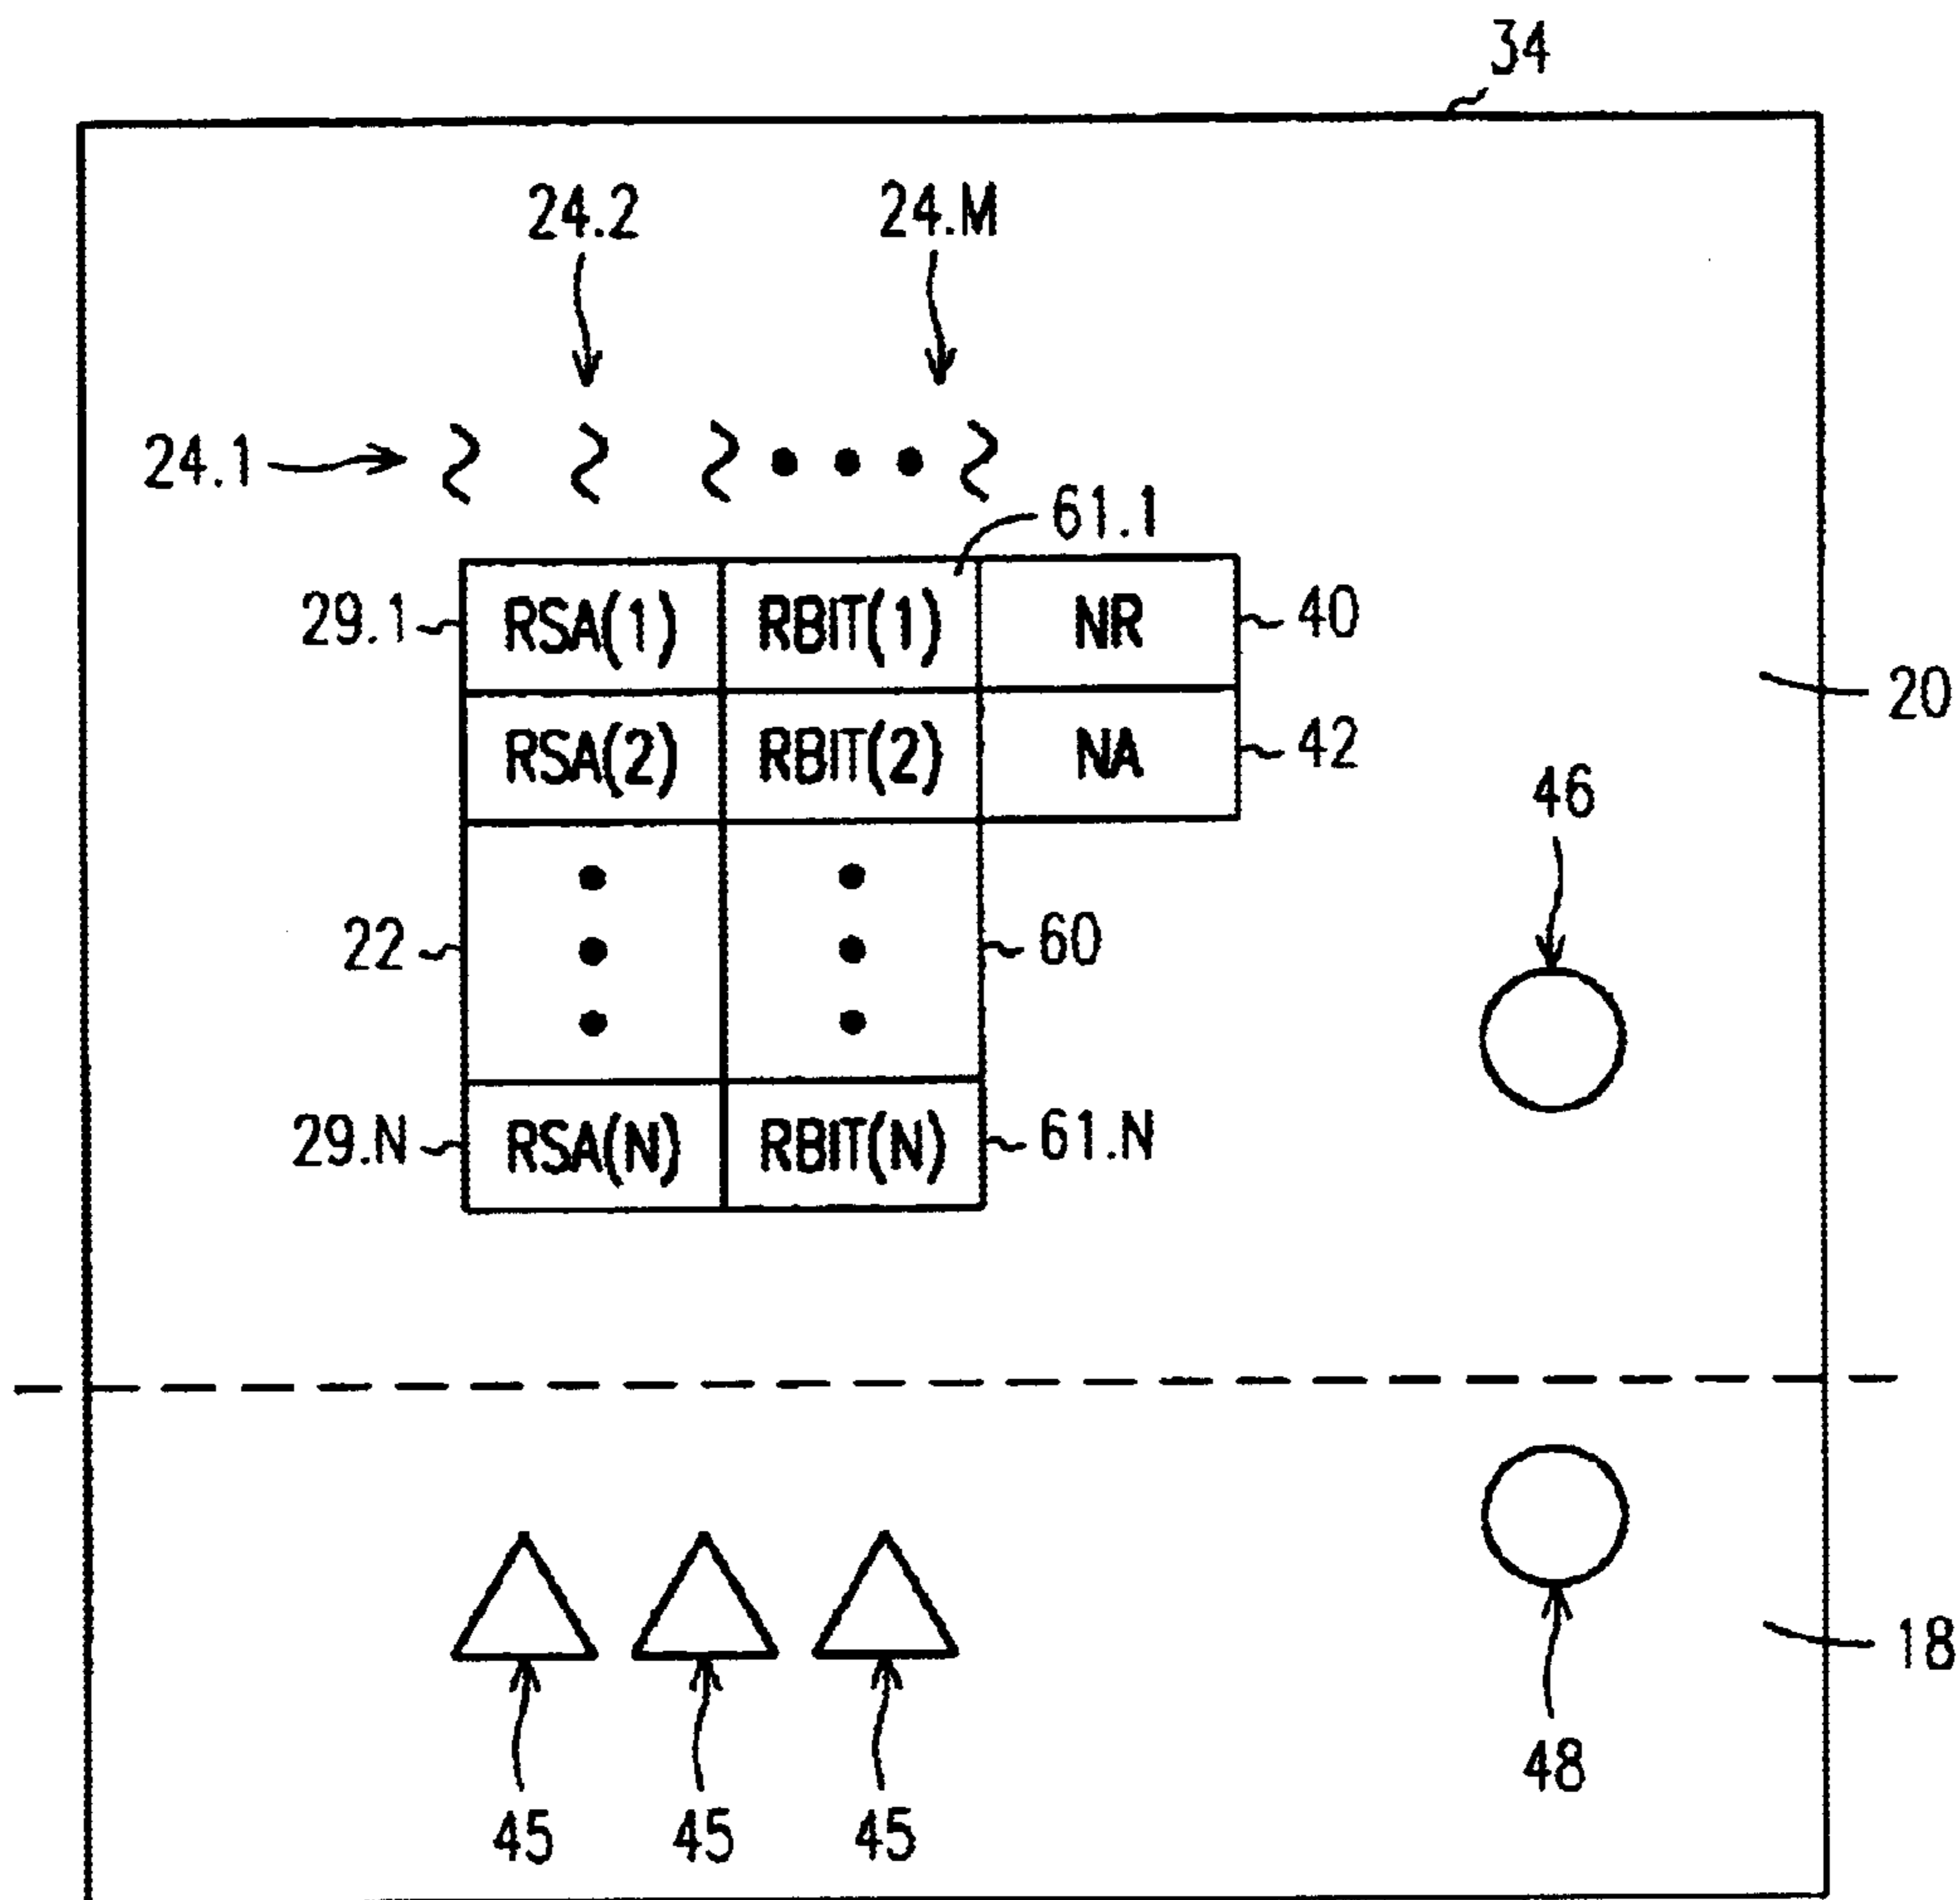 34
24.2 24.M
24.1
61.1
29.1 RSA(1) RBIT(1) NR 40
20
RSA(2) RBIT(2) NA 42
46
22 60
29.N RSA(N) RBIT(N) 61.N
18
48
45 45 45